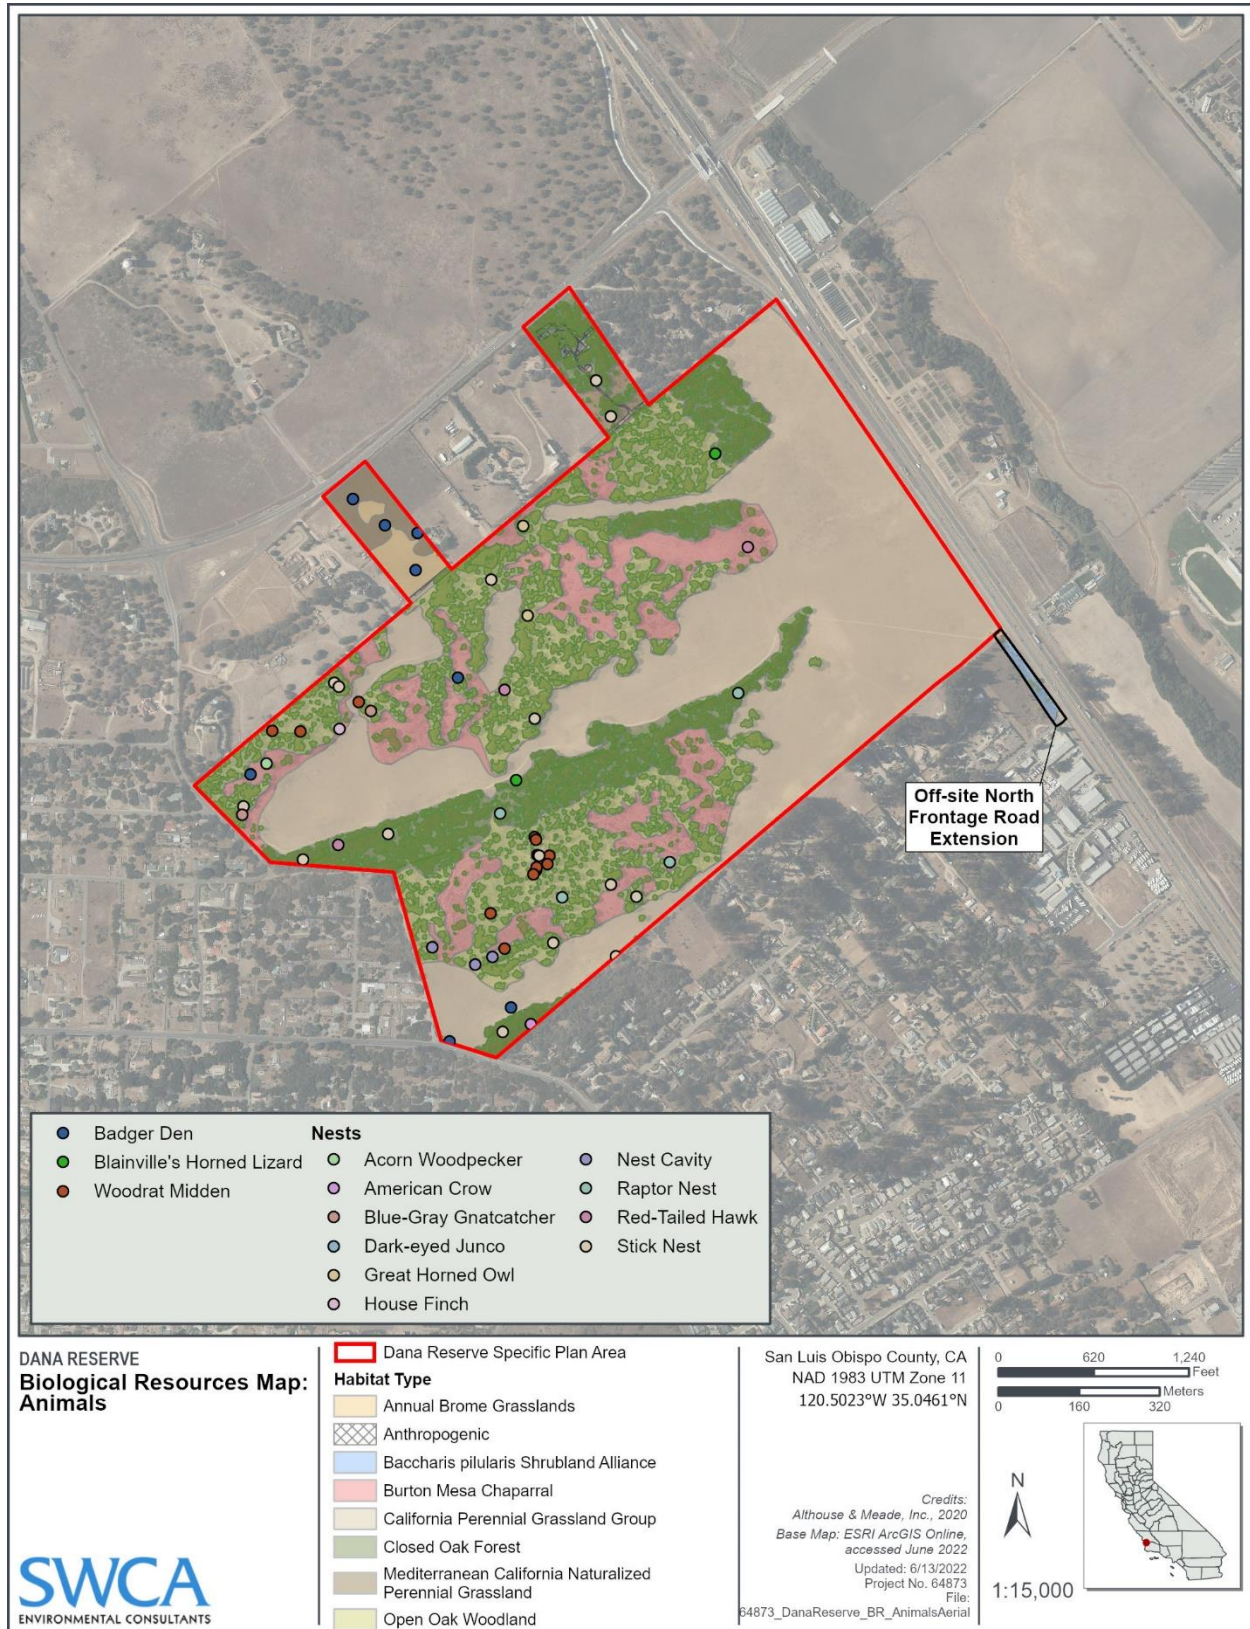 Off-site North
Frontage Road
Extension
Badger Den
Blainville's Horned Lizard
Woodrat Midden
Nests
Acorn Woodpecker
American Crow
Blue-Gray Gnatcatcher
Dark-eyed Junco
Great Horned Owl
House Finch
Nest Cavity
Raptor Nest
Red-Tailed Hawk
Stick Nest
DANA RESERVE
Biological Resources Map:
Animals
SWCA
ENVIRONMENTAL CONSULTANTS
Dana Reserve Specific Plan Area
Habitat Type
Annual Brome Grasslands
Anthropogenic
Baccharis pilularis Shrubland Alliance
Burton Mesa Chaparral
California Perennial Grassland Group
Closed Oak Forest
Mediterranean California Naturalized
Perennial Grassland
Open Oak Woodland
San Luis Obispo County, CA
NAD 1983 UTM Zone 11
120.5023°W 35.0461°N
Credits:
Althouse & Meade, Inc., 2020
Base Map: ESRI ArcGIS Online,
accessed June 2022
Updated: 6/13/2022
Project No. 64873
File:
64873_DanaReserve_BR_AnimalsAerial
0 620 1,240
Feet
Meters
0 160 320
N
1:15,000